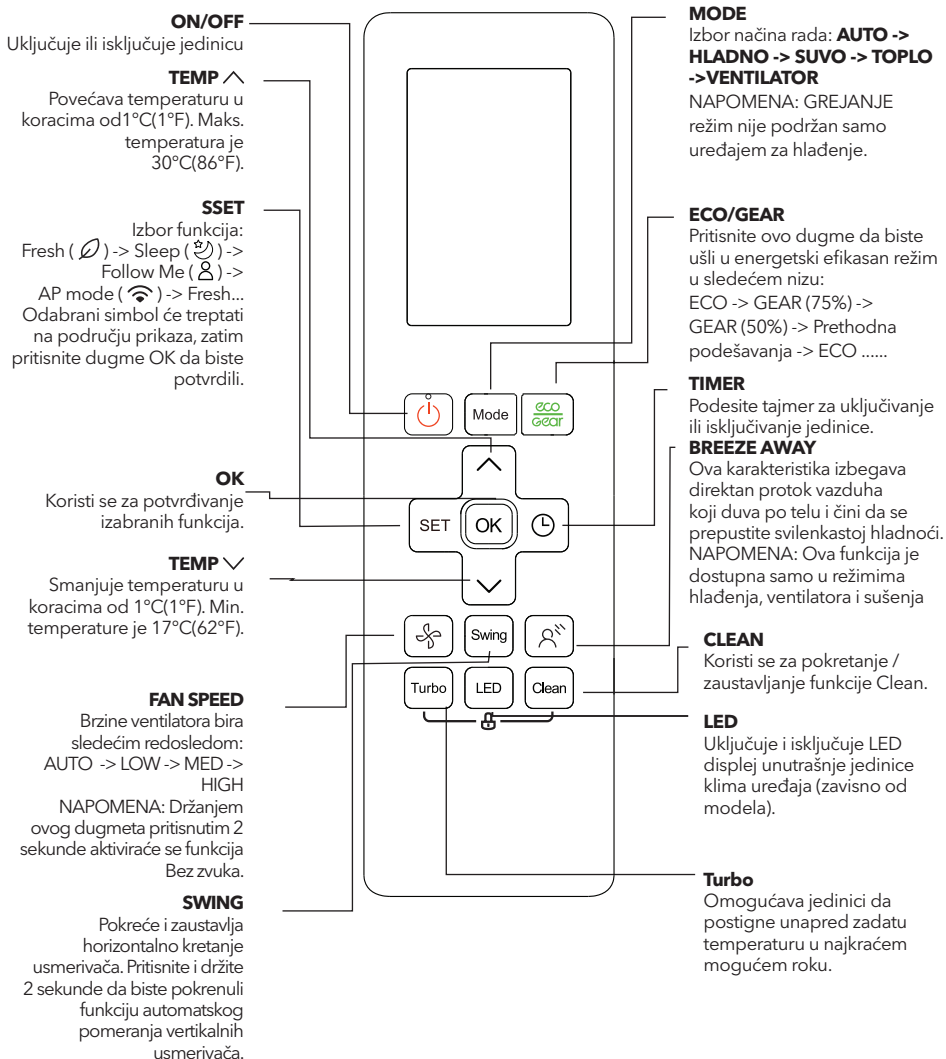 ON/OFF
Uključuje ili isključuje jedinicu
TEMP
Povećava temperaturu u
koracima od1°C(1°F). Maks.
temperatura je
30°C(86°F).
SSET
Izbor funkcija:
Fresh ( ) -> Sleep ( ) ->
Follow Me ( ) ->
AP mode ( ) -> Fresh...
Odabrani simbol će treptati
na području prikaza, zatim
pritisnite dugme OK da biste
potvrdili.
OK
Koristi se za potvrđivanje
izabranih funkcija.
TEMP
Smanjuje temperaturu u
koracima od 1°C(1°F). Min.
temperature je 17°C(62°F).
FAN SPEED
Brzine ventilatora bira
sledećim redosledom:
AUTO -> LOW -> MED ->
HIGH
NAPOMENA: Držanjem
ovog dugmeta pritisnutim 2
sekunde aktiviraće se funkcija
Bez zvuka.
SWING
Pokreće i zaustavlja
horizontalno kretanje
usmerivača. Pritisnite i držite
2 sekunde da biste pokrenuli
funkciju automatskog
pomeranja vertikalnih
usmerivača.
Mode
eco
gear
SET
OK
Swing
Turbo
LED
Clean
MODE
Izbor načina rada: AUTO ->
HLADNO -> SUVO -> TOPLO
->VENTILATOR
NAPOMENA: GREJANJE
režim nije podržan samo
uređajem za hlađenje.
ECO/GEAR
Pritisnite ovo dugme da biste
ušli u energetski efikasan režim
u sledećem nizu:
ECO -> GEAR (75%) ->
GEAR (50%) -> Prethodna
podešavanja -> ECO ......
TIMER
Podesite tajmer za uključivanje
ili isključivanje jedinice.
BREEZE AWAY
Ova karakteristika izbegava
direktan protok vazduha
koji duva po telu i čini da se
prepustite svilenkastoj hladnoći.
NAPOMENA: Ova funkcija je
dostupna samo u režimima
hlađenja, ventilatora i sušenja
CLEAN
Koristi se za pokretanje /
zaustavljanje funkcije Clean.
LED
Uključuje i isključuje LED
displej unutrašnje jedinice
klima uređaja (zavisno od
modela).
Turbo
Omogućava jedinici da
postigne unapred zadatu
temperaturu u najkraćem
mogućem roku.